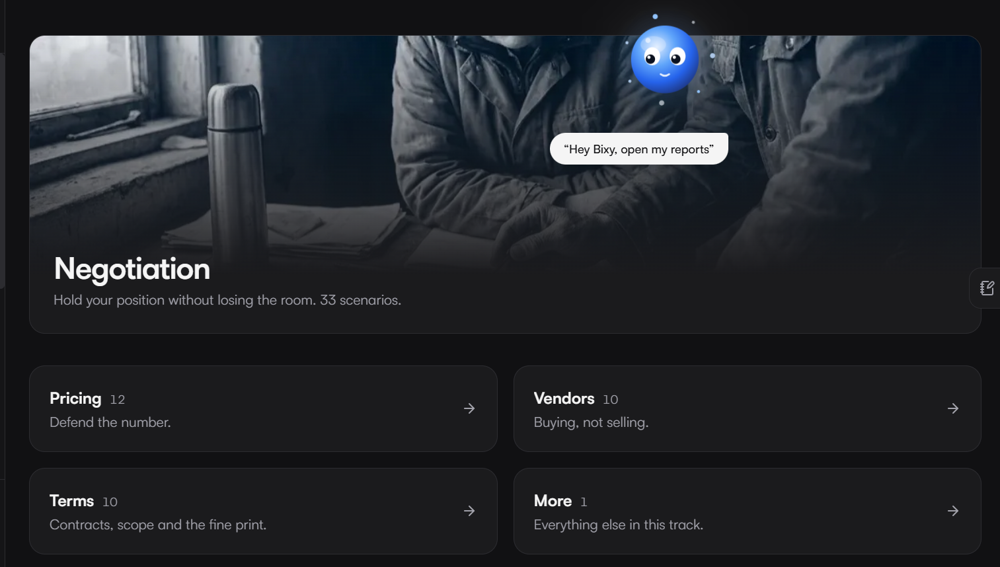 “Hey Bixy, open my reports”
Negotiation
Hold your position without losing the room. 33 scenarios.
Pricing 12
Defend the number.
Vendors 10
Buying, not selling.
Terms 10
Contracts, scope and the fine print.
More 1
Everything else in this track.